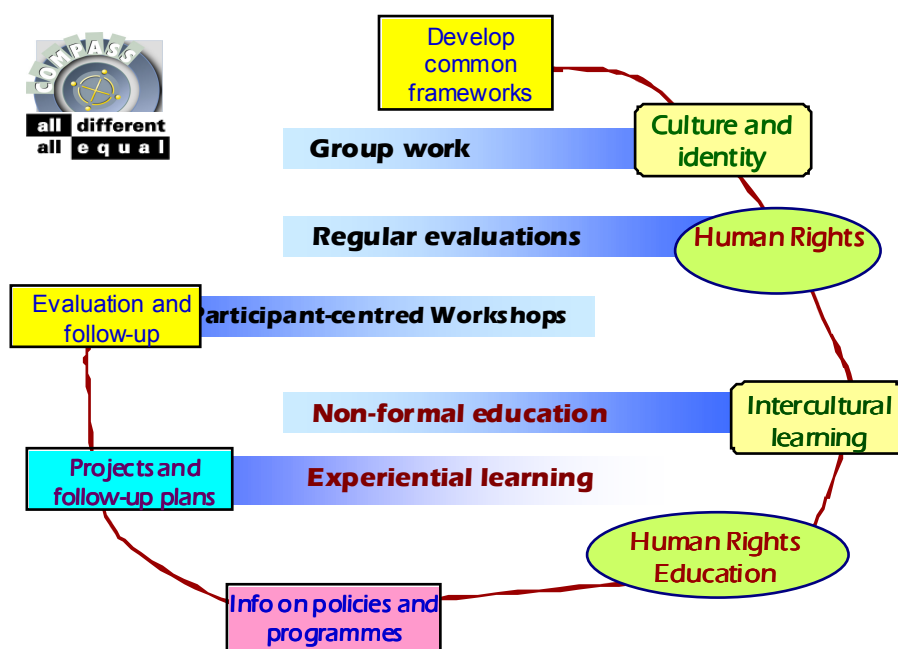 COMPASS
all different
all equal
Develop
common
frameworks
Culture and
identity
Group work
Human Rights
Regular evaluations
Evaluation and
follow-up
Participant-centred Workshops
Intercultural
learning
Non-formal education
Projects and
follow-up plans
Experiential learning
Human Rights
Education
Info on policies and
programmes